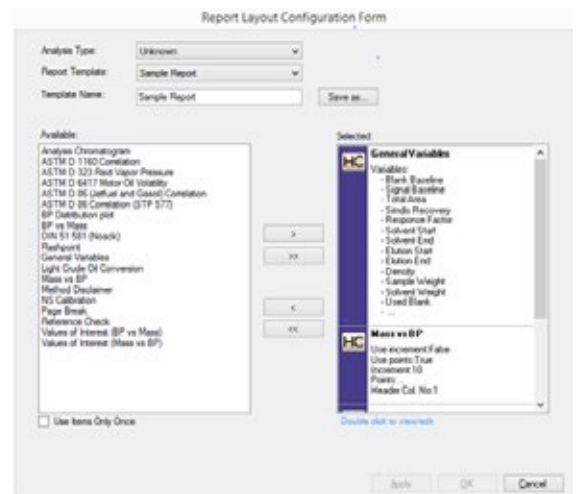 Report Layout Configuration Form
Analysis Type:
Unknown
Report Template:
Sample Report
Template Name:
Sample Report
Save as...
Available:
Analysis Chromatogram
ASTM D 1160 Correlation
ASTM D 323 Reid Vapor Pressure
ASTM D 6417 Motor Oil Volatility
ASTM D 86 (Jetfuel and Gasoil) Correlation
ASTM D 86 Correlation (STP 577)
BP Distribution plot
BP vs Mass
DIN 51 581 (Noack)
Flashpoint
General Variables
Light Crude Oil Conversion
Mass vs BP
Method Disclaimer
NS Calibration
Page Break
Reference Check
Values of Interest (BP vs Mass)
Values of Interest (Mass vs BP)
Use Items Only Once
>
>>
<
<<
Selected:
HC
General Variables
Variables:
- Blank Baseline
- Signal Baseline
- Total Area
- Simdis Recovery
- Response Factor
- Solvent Start
- Solvent End
- Elution Start
- Elution End
- Density
- Sample Weight
- Solvent Weight
- Used Blank
- ...
HC
Mass vs BP
Use increment:False
Use points:True
Increment:10
Points:...
Header Col. No:1
Double click to view/edit
Apply
OK
Cancel